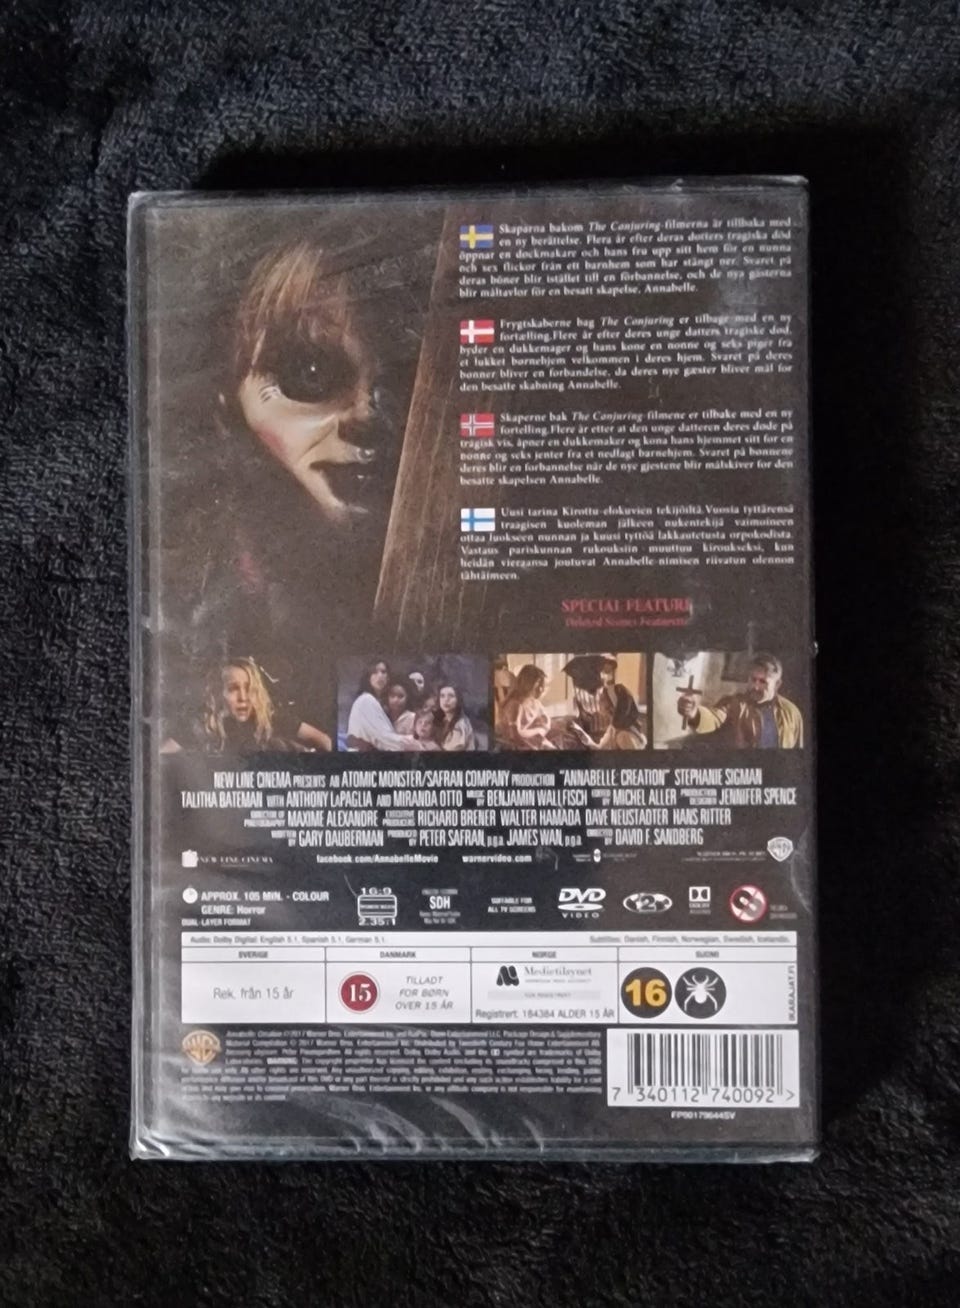 Skaparna bakom The Conjuring-filmerna är tillbaka med
en ny berättelse. Flera år efter deras dotters tragiska död
öppnar en dockmakare och hans fru upp sitt hem för en nunna
och sex flickor från ett barnhem som har stängt ner. Svaret på
deras böner blir istället till en förbannelse, och de nya gästerna
blir måltavlor för en besatt skapelse, Annabelle.
Frygtskaberne bag The Conjuring er tilbage med en ny
fortælling.Flere år efter deres unge datters tragiske død,
byder en dukkemager og hans kone en nonne og seks piger fra
et lukket børnehjem velkommen i deres hjem. Svaret på deres
bønner bliver en forbandelse, da deres nye gæster bliver mål for
den besatte skabning Annabelle.
Skaperne bak The Conjuring-filmene er tilbake med en ny
fortelling.Flere år etter at den unge datteren deres døde på
tragisk vis, åpner en dukkemaker og kona hans hjemmet sitt for en
nonne og seks jenter fra et nedlagt barnehjem. Svaret på bønnene
deres blir en forbannelse når de nye gjestene blir målskiver for den
besatte skapelsen Annabelle.
Uusi tarina Kirottu-elokuvien tekijöiltä.Vuosia tyttärensä
traagisen kuoleman jälkeen nukentekijä vaimoineen
ottaa luokseen nunnan ja kuusi tyttöä lakkautetusta orpokodista.
Vastaus pariskunnan rukouksiin muuttuu kiroukseksi, kun
heidän vieraansa joutuvat Annabelle-nimisen riivatun olennon
tähtäimeen.
SPECIAL FEATURE
Deleted Scenes Featurette
NEW LINE CINEMA PRESENTS AN ATOMIC MONSTER/SAFRAN COMPANY PRODUCTION "ANNABELLE: CREATION" STEPHANIE SIGMAN
TALITHA BATEMAN WITH ANTHONY LaPAGLIA AND MIRANDA OTTO MUSIC BY BENJAMIN WALLFISCH EDITED BY MICHEL ALLER PRODUCTION DESIGNER JENNIFER SPENCE
DIRECTOR OF PHOTOGRAPHY MAXIME ALEXANDRE EXECUTIVE PRODUCERS RICHARD BRENER WALTER HAMADA DAVE NEUSTADTER HANS RITTER
WRITTEN BY GARY DAUBERMAN PRODUCED BY PETER SAFRAN, p.g.a. JAMES WAN, p.g.a. DIRECTED BY DAVID F. SANDBERG
NEW LINE CINEMA facebook.com/AnnabelleMovie warnervideo.com
APPROX. 105 MIN. - COLOUR
GENRE: Horror
DUAL-LAYER FORMAT
16:9
2.35:1
SDH
SUITABLE FOR
ALL TV SCREENS
DVD
VIDEO
2
DOLBY
Audio: Dolby Digital: English 5.1, Spanish 5.1, German 5.1. Subtitles: Danish, Finnish, Norwegian, Swedish, Icelandic.
SVERIGE DANMARK NORGE SUOMI
Rek. från 15 år
15
TILLADT
FOR BØRN
OVER 15 ÅR
Medietilsynet
Registrert: 184384 ALDER 15 ÅR
16
IKARAJAT.FI
7 340112 740092 >
FP90179644SV